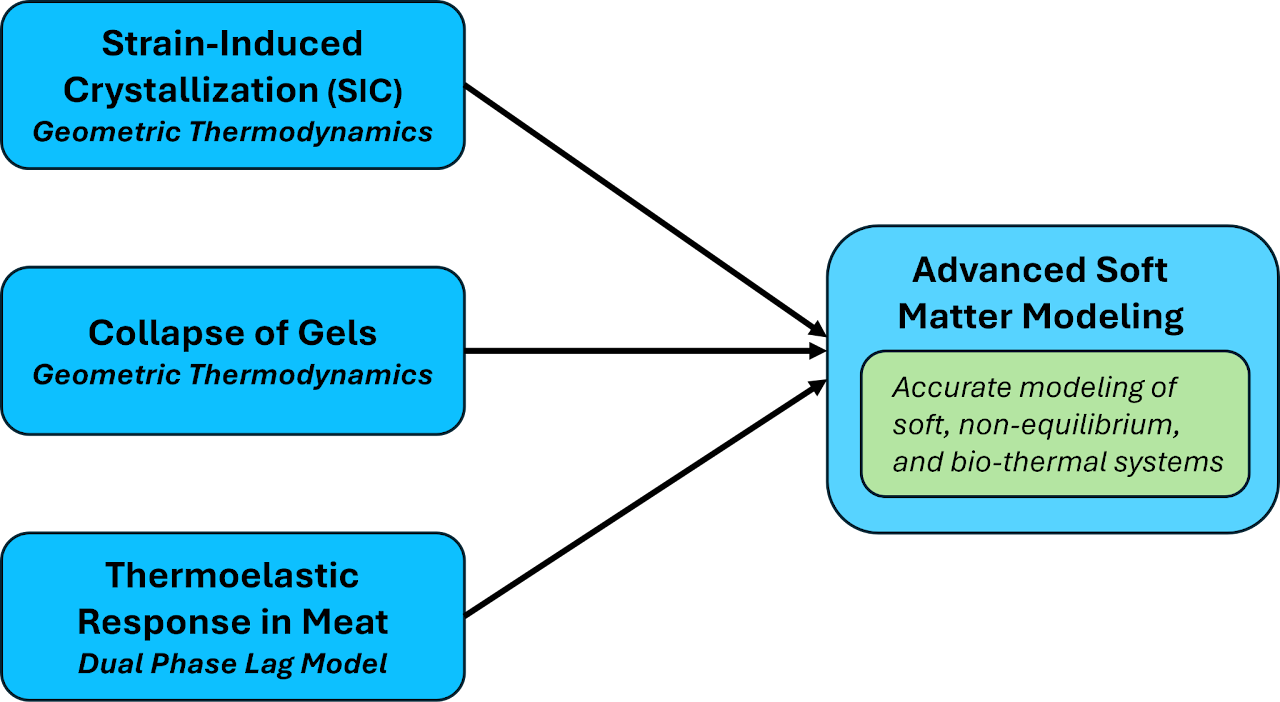 Strain-Induced
Crystallization (SIC)
Geometric Thermodynamics
Collapse of Gels
Geometric Thermodynamics
Thermoelastic
Response in Meat
Dual Phase Lag Model
Advanced Soft
Matter Modeling
Accurate modeling of
soft, non-equilibrium,
and bio-thermal systems